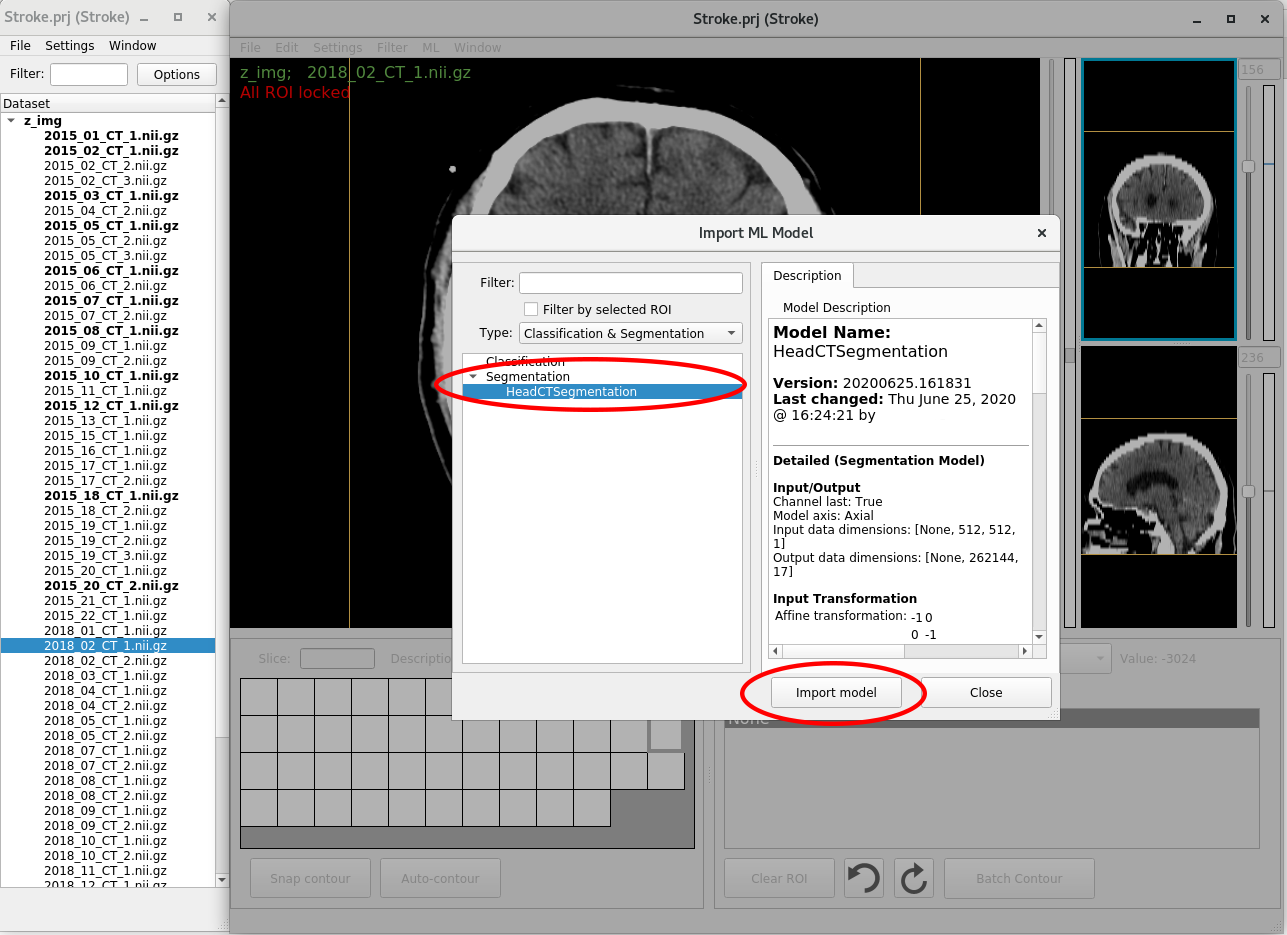 Stroke.prj (Stroke)
File Settings Window
Filter:
Options
Dataset
z_img
2015_01_CT_1.nii.gz
2015_02_CT_1.nii.gz
2015_02_CT_2.nii.gz
2015_02_CT_3.nii.gz
2015_03_CT_1.nii.gz
2015_04_CT_2.nii.gz
2015_05_CT_1.nii.gz
2015_05_CT_2.nii.gz
2015_05_CT_3.nii.gz
2015_06_CT_1.nii.gz
2015_06_CT_2.nii.gz
2015_07_CT_1.nii.gz
2015_07_CT_2.nii.gz
2015_08_CT_1.nii.gz
2015_09_CT_1.nii.gz
2015_09_CT_2.nii.gz
2015_10_CT_1.nii.gz
2015_11_CT_1.nii.gz
2015_12_CT_1.nii.gz
2015_13_CT_1.nii.gz
2015_15_CT_1.nii.gz
2015_16_CT_1.nii.gz
2015_17_CT_1.nii.gz
2015_17_CT_2.nii.gz
2015_18_CT_1.nii.gz
2015_18_CT_2.nii.gz
2015_19_CT_1.nii.gz
2015_19_CT_2.nii.gz
2015_19_CT_3.nii.gz
2015_20_CT_1.nii.gz
2015_20_CT_2.nii.gz
2015_21_CT_1.nii.gz
2015_22_CT_1.nii.gz
2018_01_CT_1.nii.gz
2018_02_CT_1.nii.gz
2018_02_CT_2.nii.gz
2018_03_CT_1.nii.gz
2018_04_CT_1.nii.gz
2018_04_CT_2.nii.gz
2018_05_CT_1.nii.gz
2018_05_CT_2.nii.gz
2018_07_CT_1.nii.gz
2018_07_CT_2.nii.gz
2018_08_CT_1.nii.gz
2018_08_CT_2.nii.gz
2018_09_CT_1.nii.gz
2018_09_CT_2.nii.gz
2018_10_CT_1.nii.gz
2018_10_CT_2.nii.gz
2018_11_CT_1.nii.gz
2018_12_CT_1.nii.gz
Stroke.prj (Stroke)
File Edit Settings Filter ML Window
z_img; 2018_02_CT_1.nii.gz
All ROI locked
156
236
Import ML Model
Filter:
Filter by selected ROI
Type: Classification & Segmentation
Classification
Segmentation
HeadCTSegmentation
Description
Model Description
Model Name:
HeadCTSegmentation
Version: 20200625.161831
Last changed: Thu June 25, 2020
@ 16:24:21 by
Detailed (Segmentation Model)
Input/Output
Channel last: True
Model axis: Axial
Input data dimensions: [None, 512, 512,
1]
Output data dimensions: [None, 262144,
17]
Input Transformation
Affine transformation: -1 0
0 -1
Import model
Close
Slice:
Descriptio
Value: -3024
None
Snap contour
Auto-contour
Clear ROI
Batch Contour